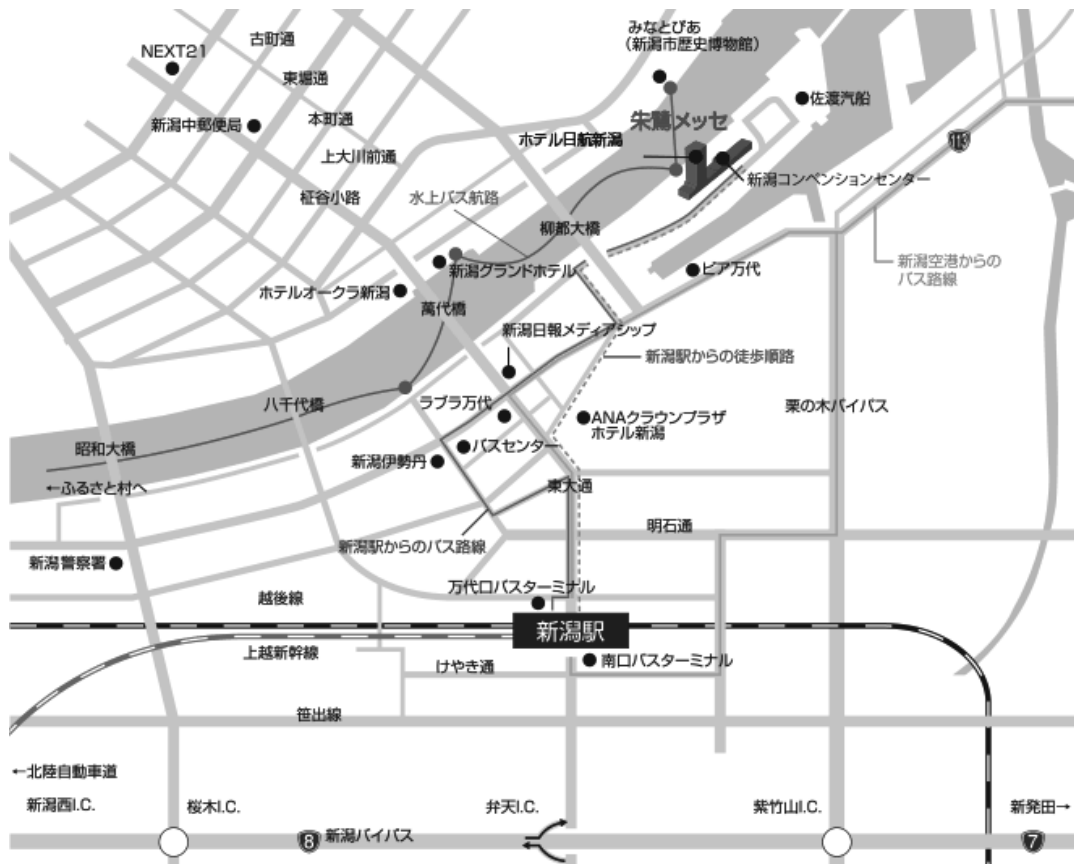 みなとぴあ
（新潟市歴史博物館）
NEXT21
古町通
東堀通
佐渡汽船
新潟中郵便局
本町通
朱鷺メッセ
ホテル日航新潟
113
上大川前通
新潟コンベンションセンター
柾谷小路
水上バス航路
柳都大橋
新潟グランドホテル
ピア万代
新潟空港からの
バス路線
ホテルオークラ新潟
萬代橋
新潟日報メディアシップ
新潟駅からの徒歩順路
八千代橋
ラブラ万代
栗の木バイパス
ANAクラウンプラザ
ホテル新潟
昭和大橋
バスセンター
新潟伊勢丹
←ふるさと村へ
東大通
明石通
新潟駅からのバス路線
新潟警察署
万代口バスターミナル
越後線
新潟駅
上越新幹線
けやき通
南口バスターミナル
笹出線
←北陸自動車道
新潟西I.C.
桜木I.C.
弁天I.C.
紫竹山I.C.
新発田→
8
新潟バイパス
7